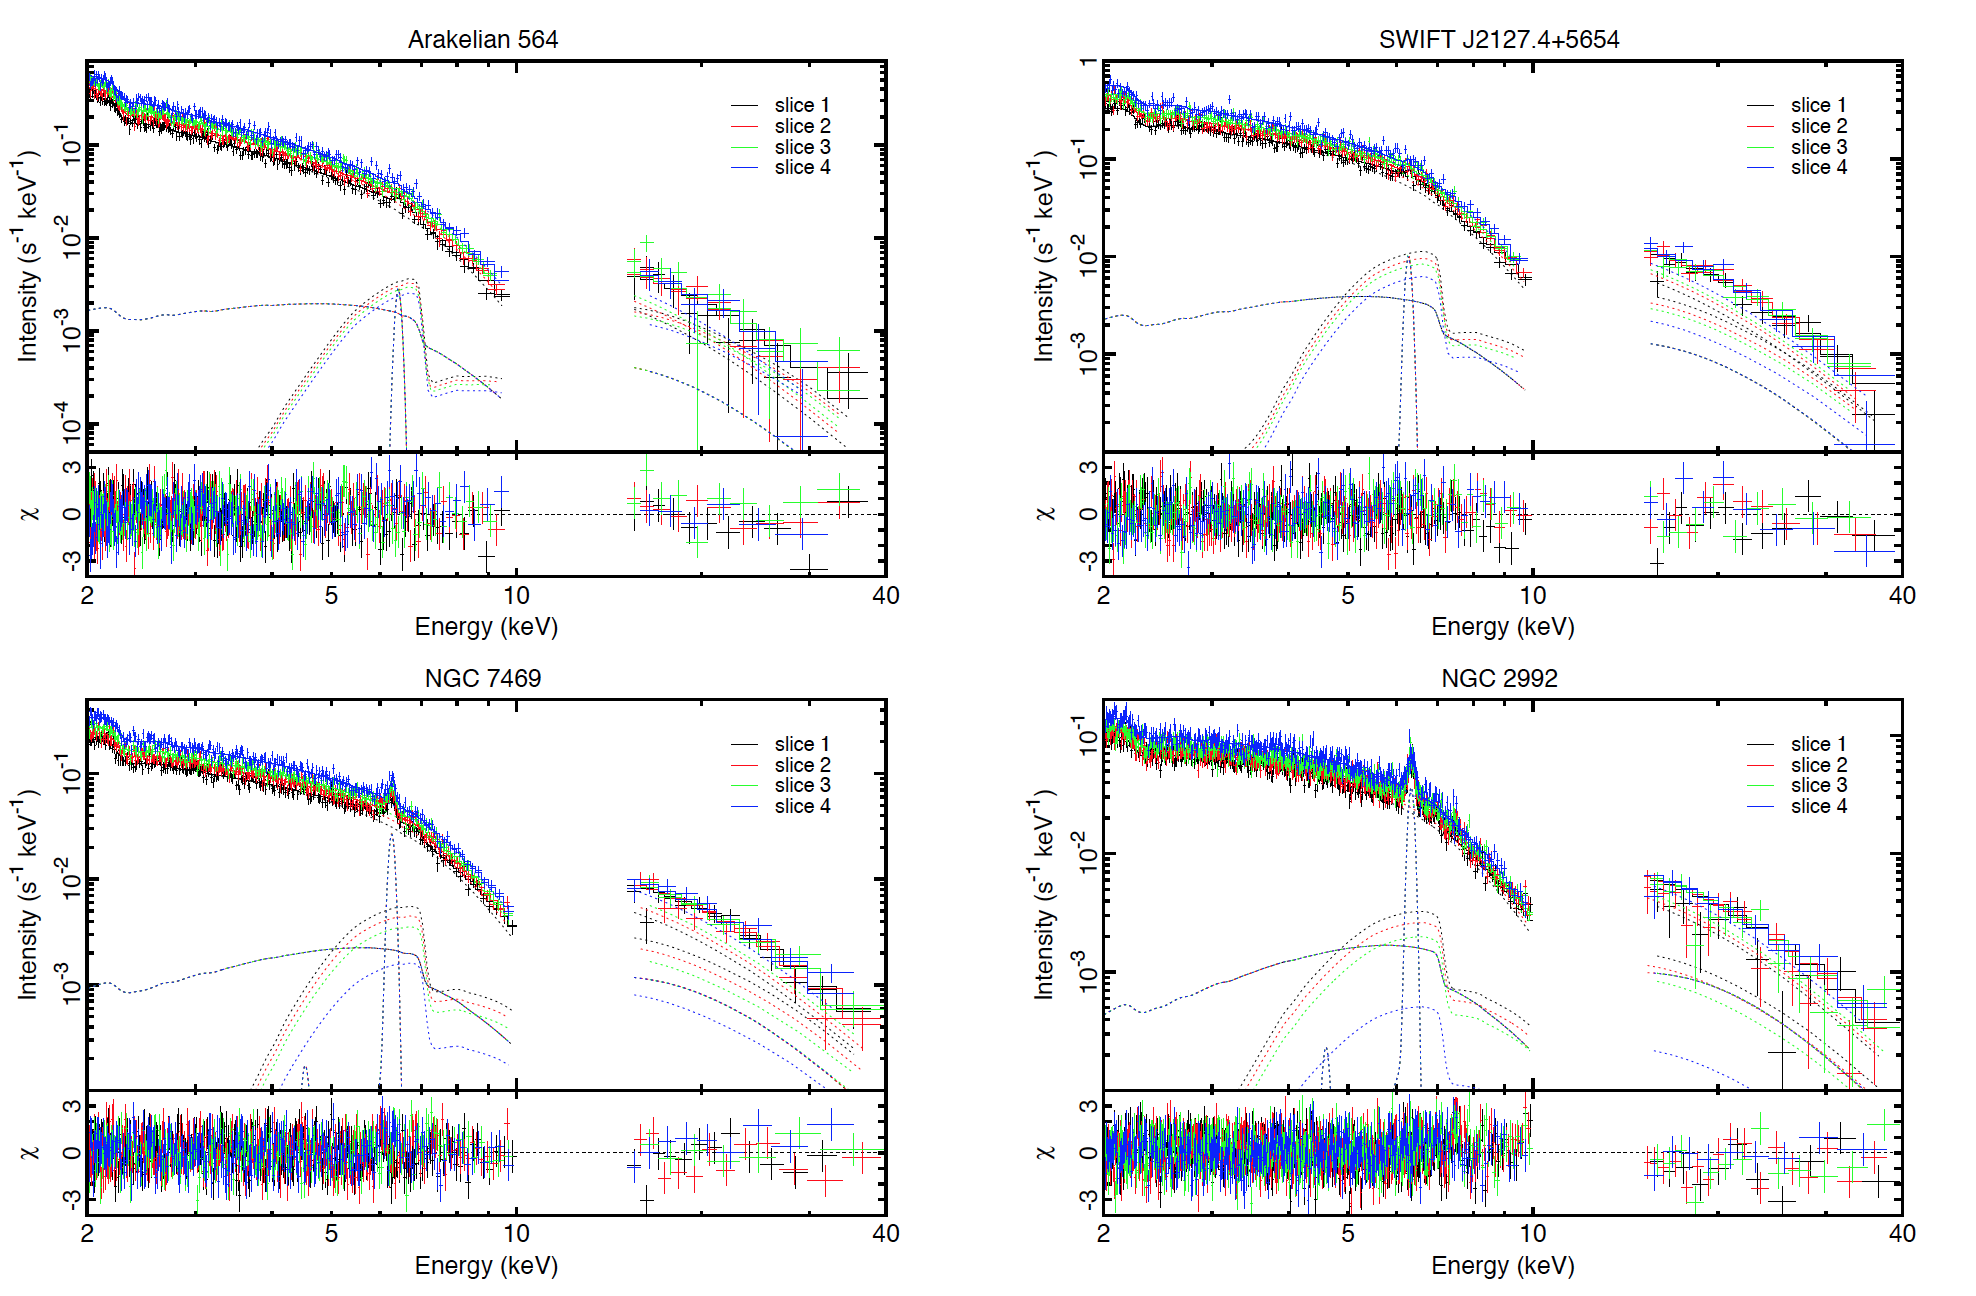 Arakelian 564
Intensity (s⁻¹ keV⁻¹)
10⁻¹
10⁻²
10⁻³
10⁻⁴
slice 1
slice 2
slice 3
slice 4
χ
3
0
-3
2 5 10 40
Energy (keV)
SWIFT J2127.4+5654
Intensity (s⁻¹ keV⁻¹)
1
10⁻¹
10⁻²
10⁻³
slice 1
slice 2
slice 3
slice 4
χ
3
0
-3
2 5 10 40
Energy (keV)
NGC 7469
Intensity (s⁻¹ keV⁻¹)
10⁻¹
10⁻²
10⁻³
slice 1
slice 2
slice 3
slice 4
χ
3
0
-3
2 5 10 40
Energy (keV)
NGC 2992
Intensity (s⁻¹ keV⁻¹)
10⁻¹
10⁻²
10⁻³
slice 1
slice 2
slice 3
slice 4
χ
3
0
-3
2 5 10 40
Energy (keV)